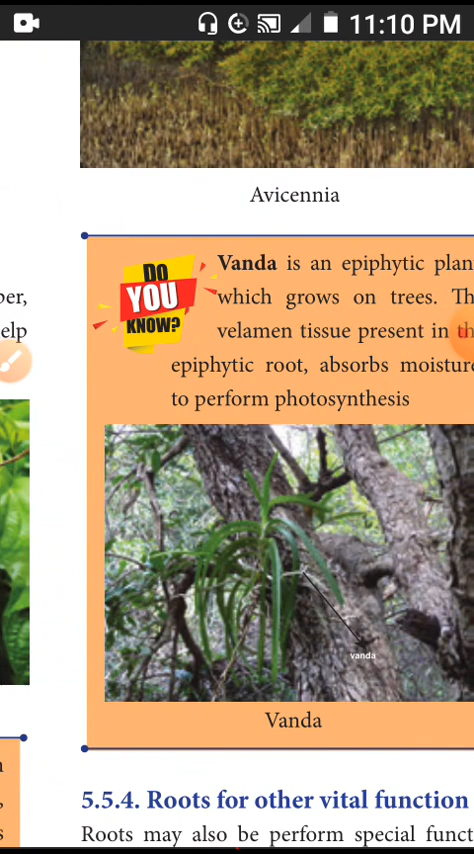 11:10 PM
Avicennia
DO
YOU
KNOW?
Vanda is an epiphytic plan
which grows on trees. Th
velamen tissue present in th
epiphytic root, absorbs moisture
to perform photosynthesis
elp
vanda
Vanda
5.5.4. Roots for other vital function
Roots may also be perform special funct